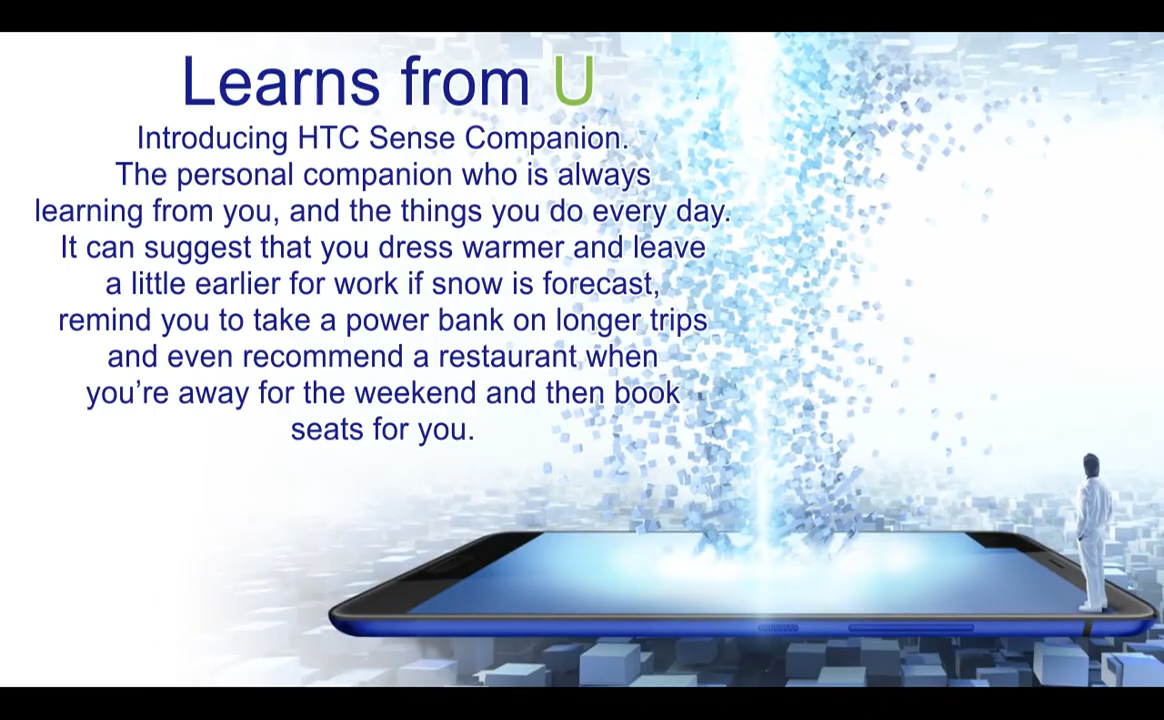 Learns from U
Introducing HTC Sense Companion.
The personal companion who is always
learning from you, and the things you do every day.
It can suggest that you dress warmer and leave
a little earlier for work if snow is forecast,
remind you to take a power bank on longer trips
and even recommend a restaurant when
you’re away for the weekend and then book
seats for you.